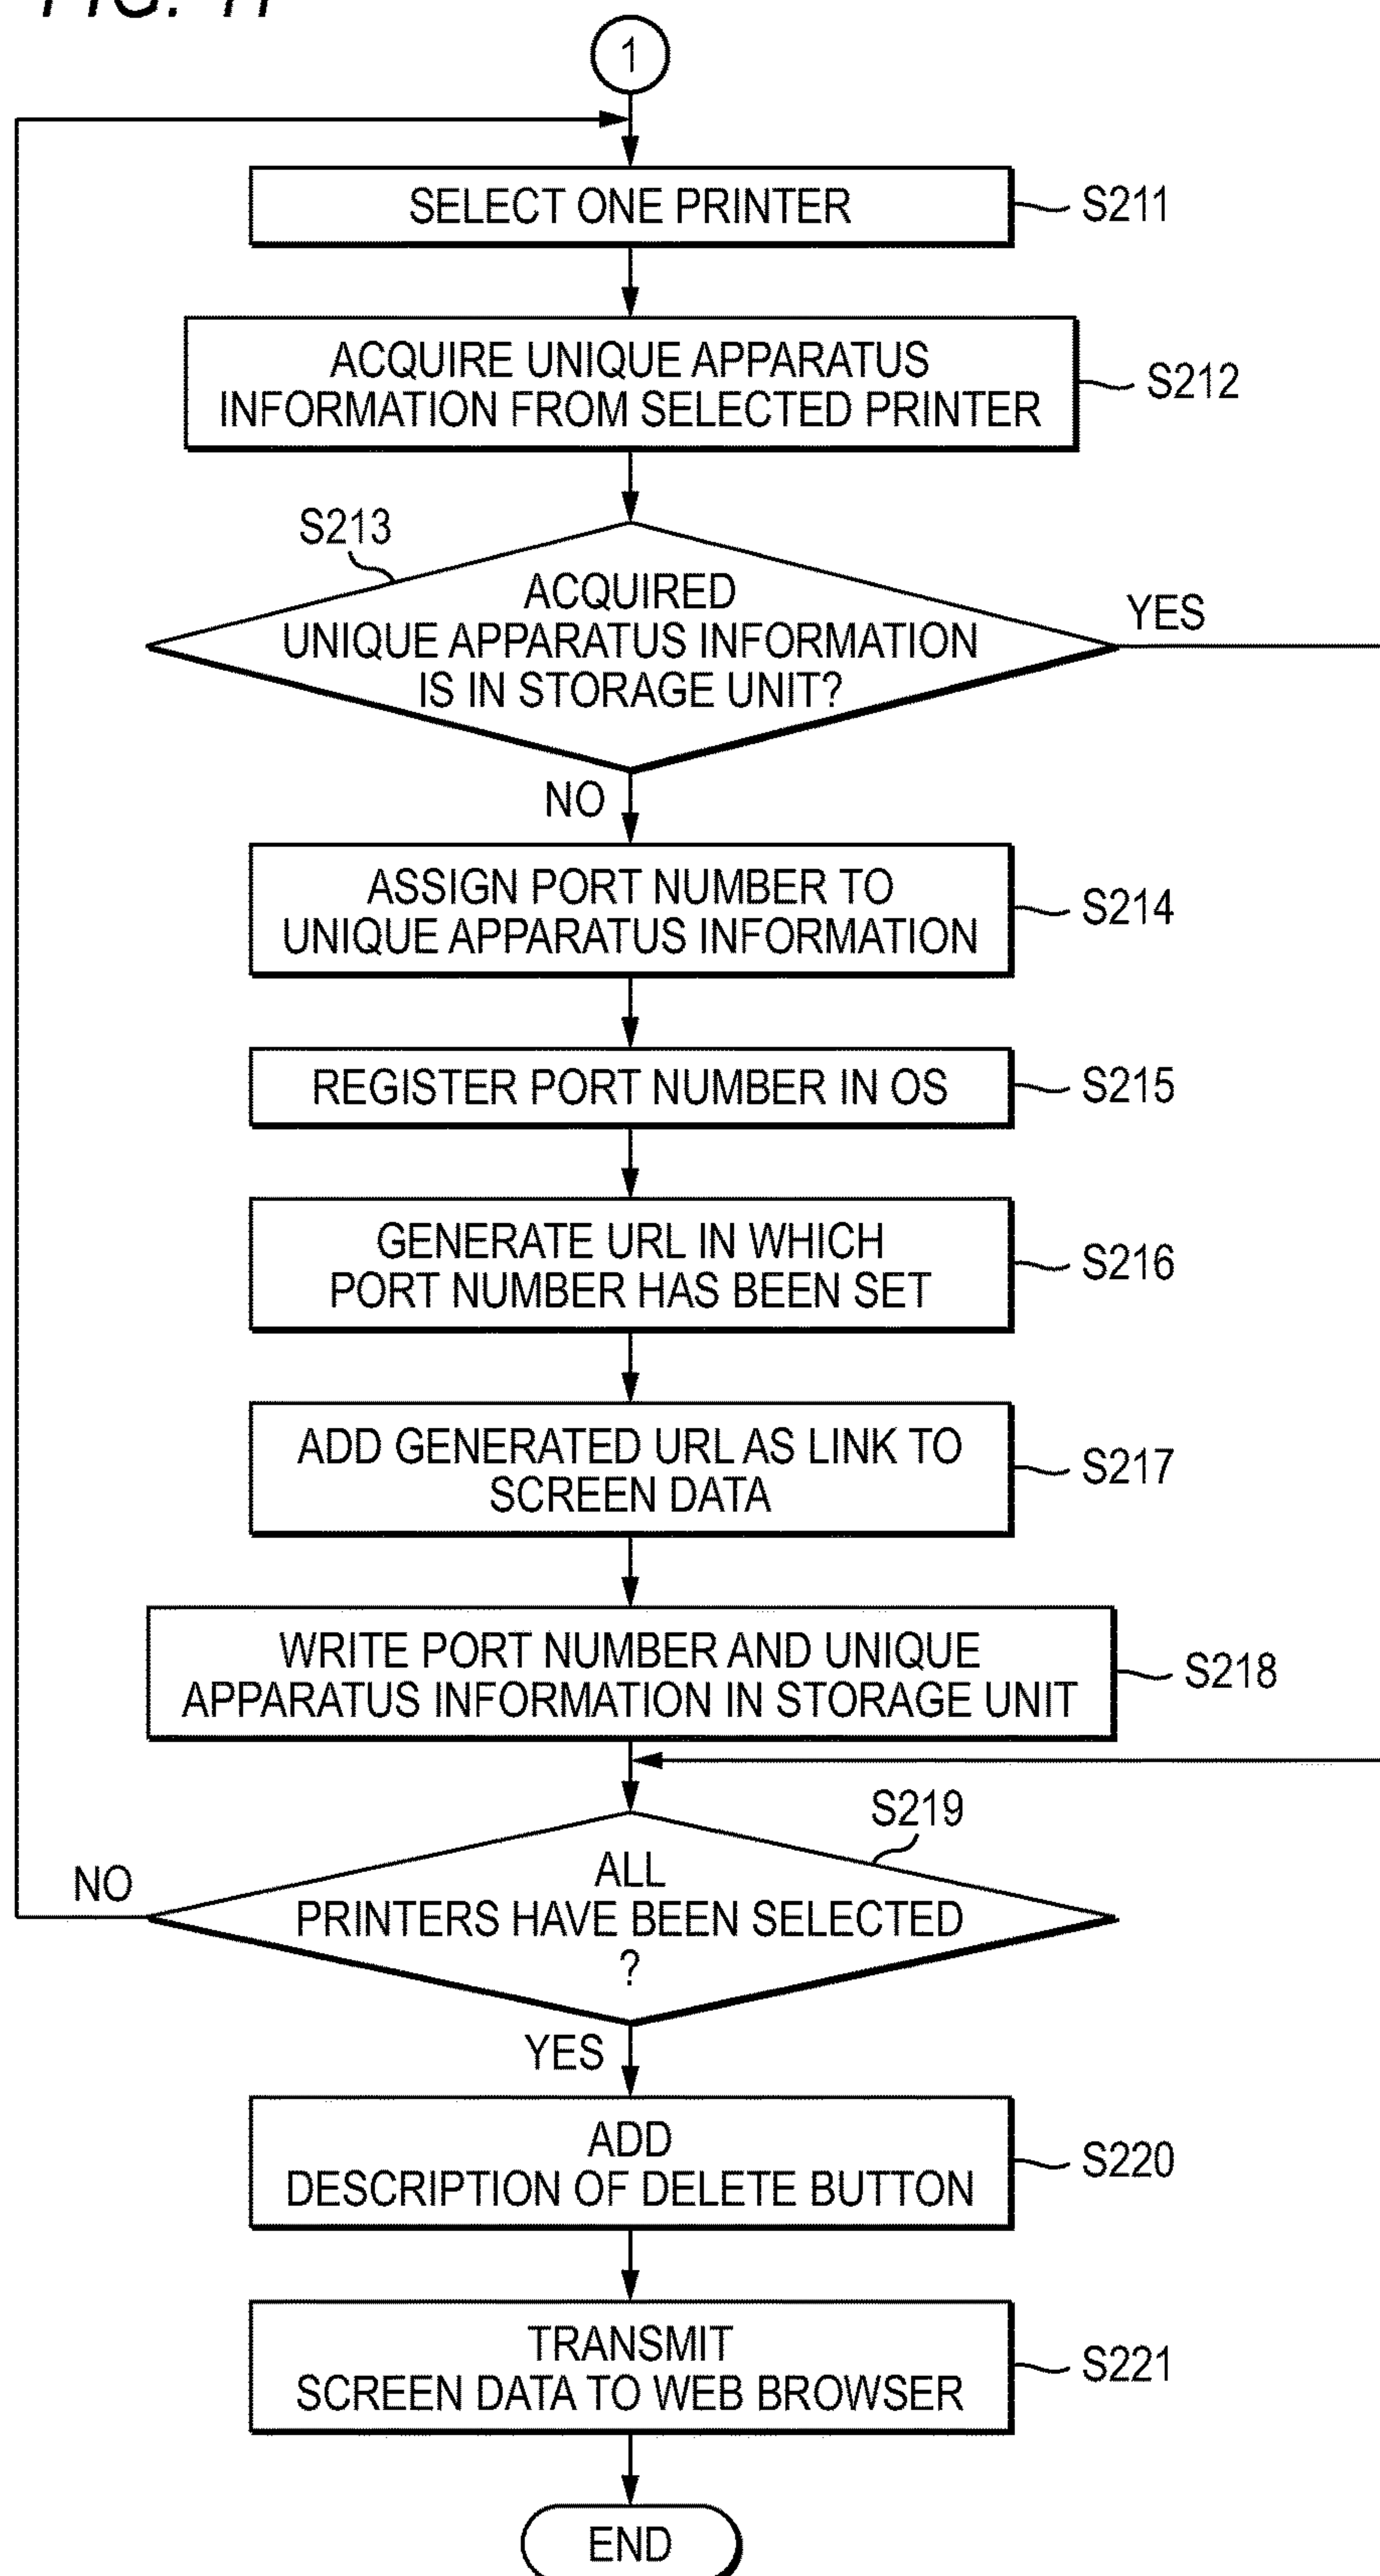 FIG. 11
1
SELECT ONE PRINTER
S211
ACQUIRE UNIQUE APPARATUS
INFORMATION FROM SELECTED PRINTER
S212
S213
ACQUIRED
UNIQUE APPARATUS INFORMATION
IS IN STORAGE UNIT?
YES
NO
ASSIGN PORT NUMBER TO
UNIQUE APPARATUS INFORMATION
S214
REGISTER PORT NUMBER IN OS
S215
GENERATE URL IN WHICH
PORT NUMBER HAS BEEN SET
S216
ADD GENERATED URL AS LINK TO
SCREEN DATA
S217
WRITE PORT NUMBER AND UNIQUE
APPARATUS INFORMATION IN STORAGE UNIT
S218
S219
ALL
PRINTERS HAVE BEEN SELECTED
?
NO
YES
ADD
DESCRIPTION OF DELETE BUTTON
S220
TRANSMIT
SCREEN DATA TO WEB BROWSER
S221
END